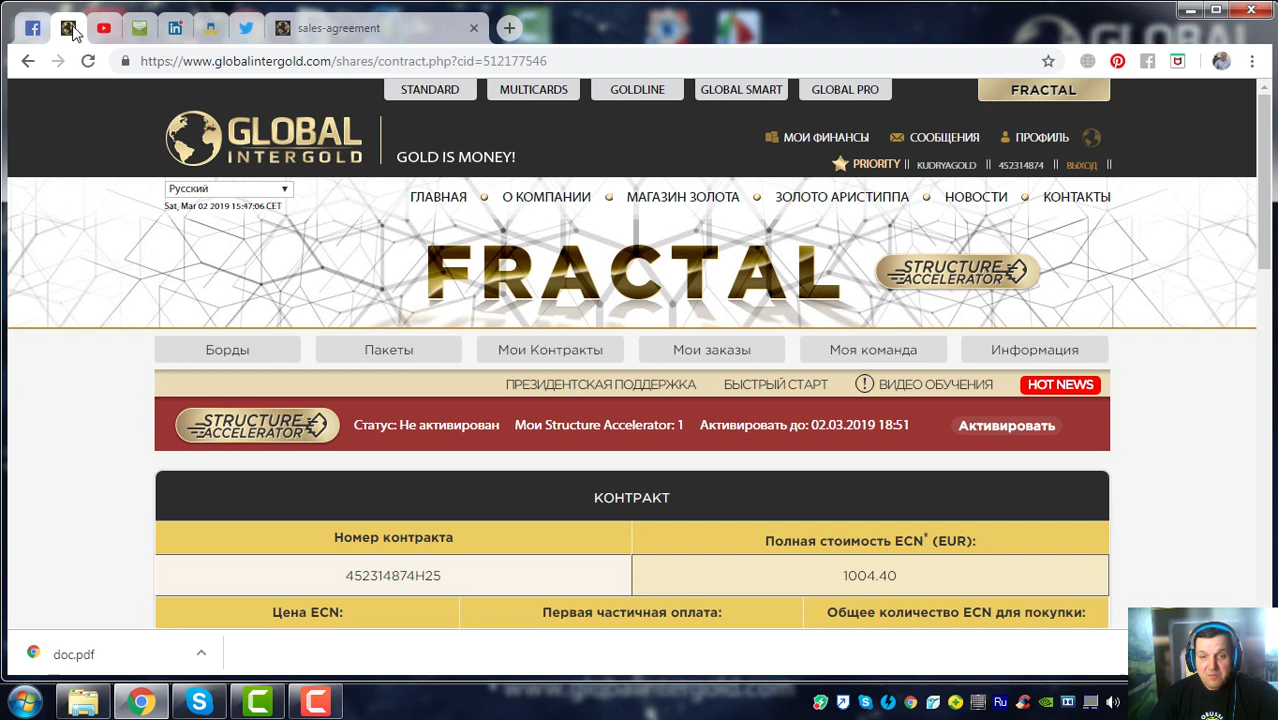 sales-agreement
https://www.globalintergold.com/shares/contract.php?cid=512177546
STANDARD MULTICARDS GOLDLINE GLOBAL SMART GLOBAL PRO FRACTAL
GLOBAL INTERGOLD
GOLD IS MONEY!
МОИ ФИНАНСЫ СООБЩЕНИЯ ПРОФИЛЬ
PRIORITY || KUDRYAGOLD || 452314874 || ВЫХОД ||
Русский
Sat, Mar 02 2019 15:47:06 CET
ГЛАВНАЯ О КОМПАНИИ МАГАЗИН ЗОЛОТА ЗОЛОТО АРИСТИППА НОВОСТИ КОНТАКТЫ
FRACTAL
STRUCTURE ACCELERATOR
Борды Пакеты Мои Контракты Мои заказы Моя команда Информация
ПРЕЗИДЕНТСКАЯ ПОДДЕРЖКА БЫСТРЫЙ СТАРТ ! ВИДЕО ОБУЧЕНИЯ HOT NEWS
STRUCTURE ACCELERATOR
Статус: Не активирован Мои Structure Accelerator: 1 Активировать до: 02.03.2019 18:51 Активировать
КОНТРАКТ
Номер контракта Полная стоимость ECN* (EUR):
452314874H25 1004.40
Цена ECN: Первая частичная оплата: Общее количество ECN для покупки:
doc.pdf
www.globalintergold.com
Ru